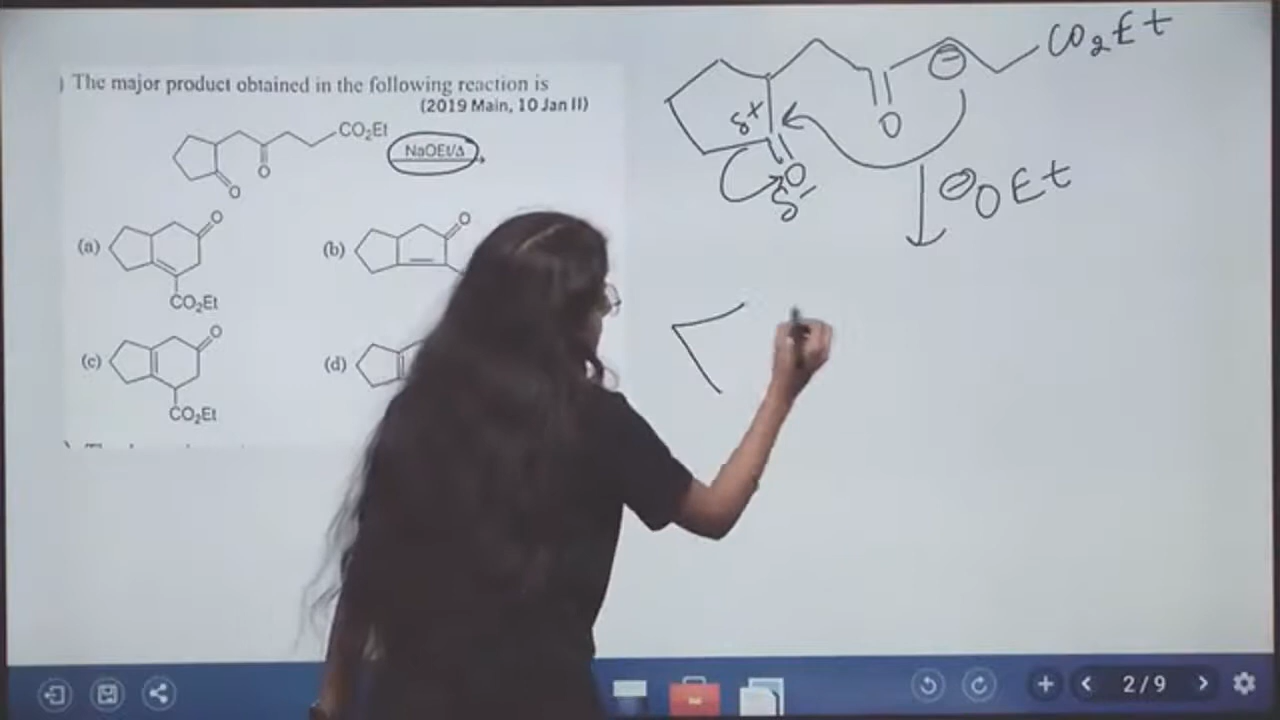 ) The major product obtained in the following reaction is
(2019 Main, 10 Jan II)
CO₂Et
O
O
NaOEt/Δ
(a)
O
CO₂Et
(b)
O
(c)
O
CO₂Et
(d)
CO₂Et
⊖
O
δ+
O
δ-
⊖OEt
2/9